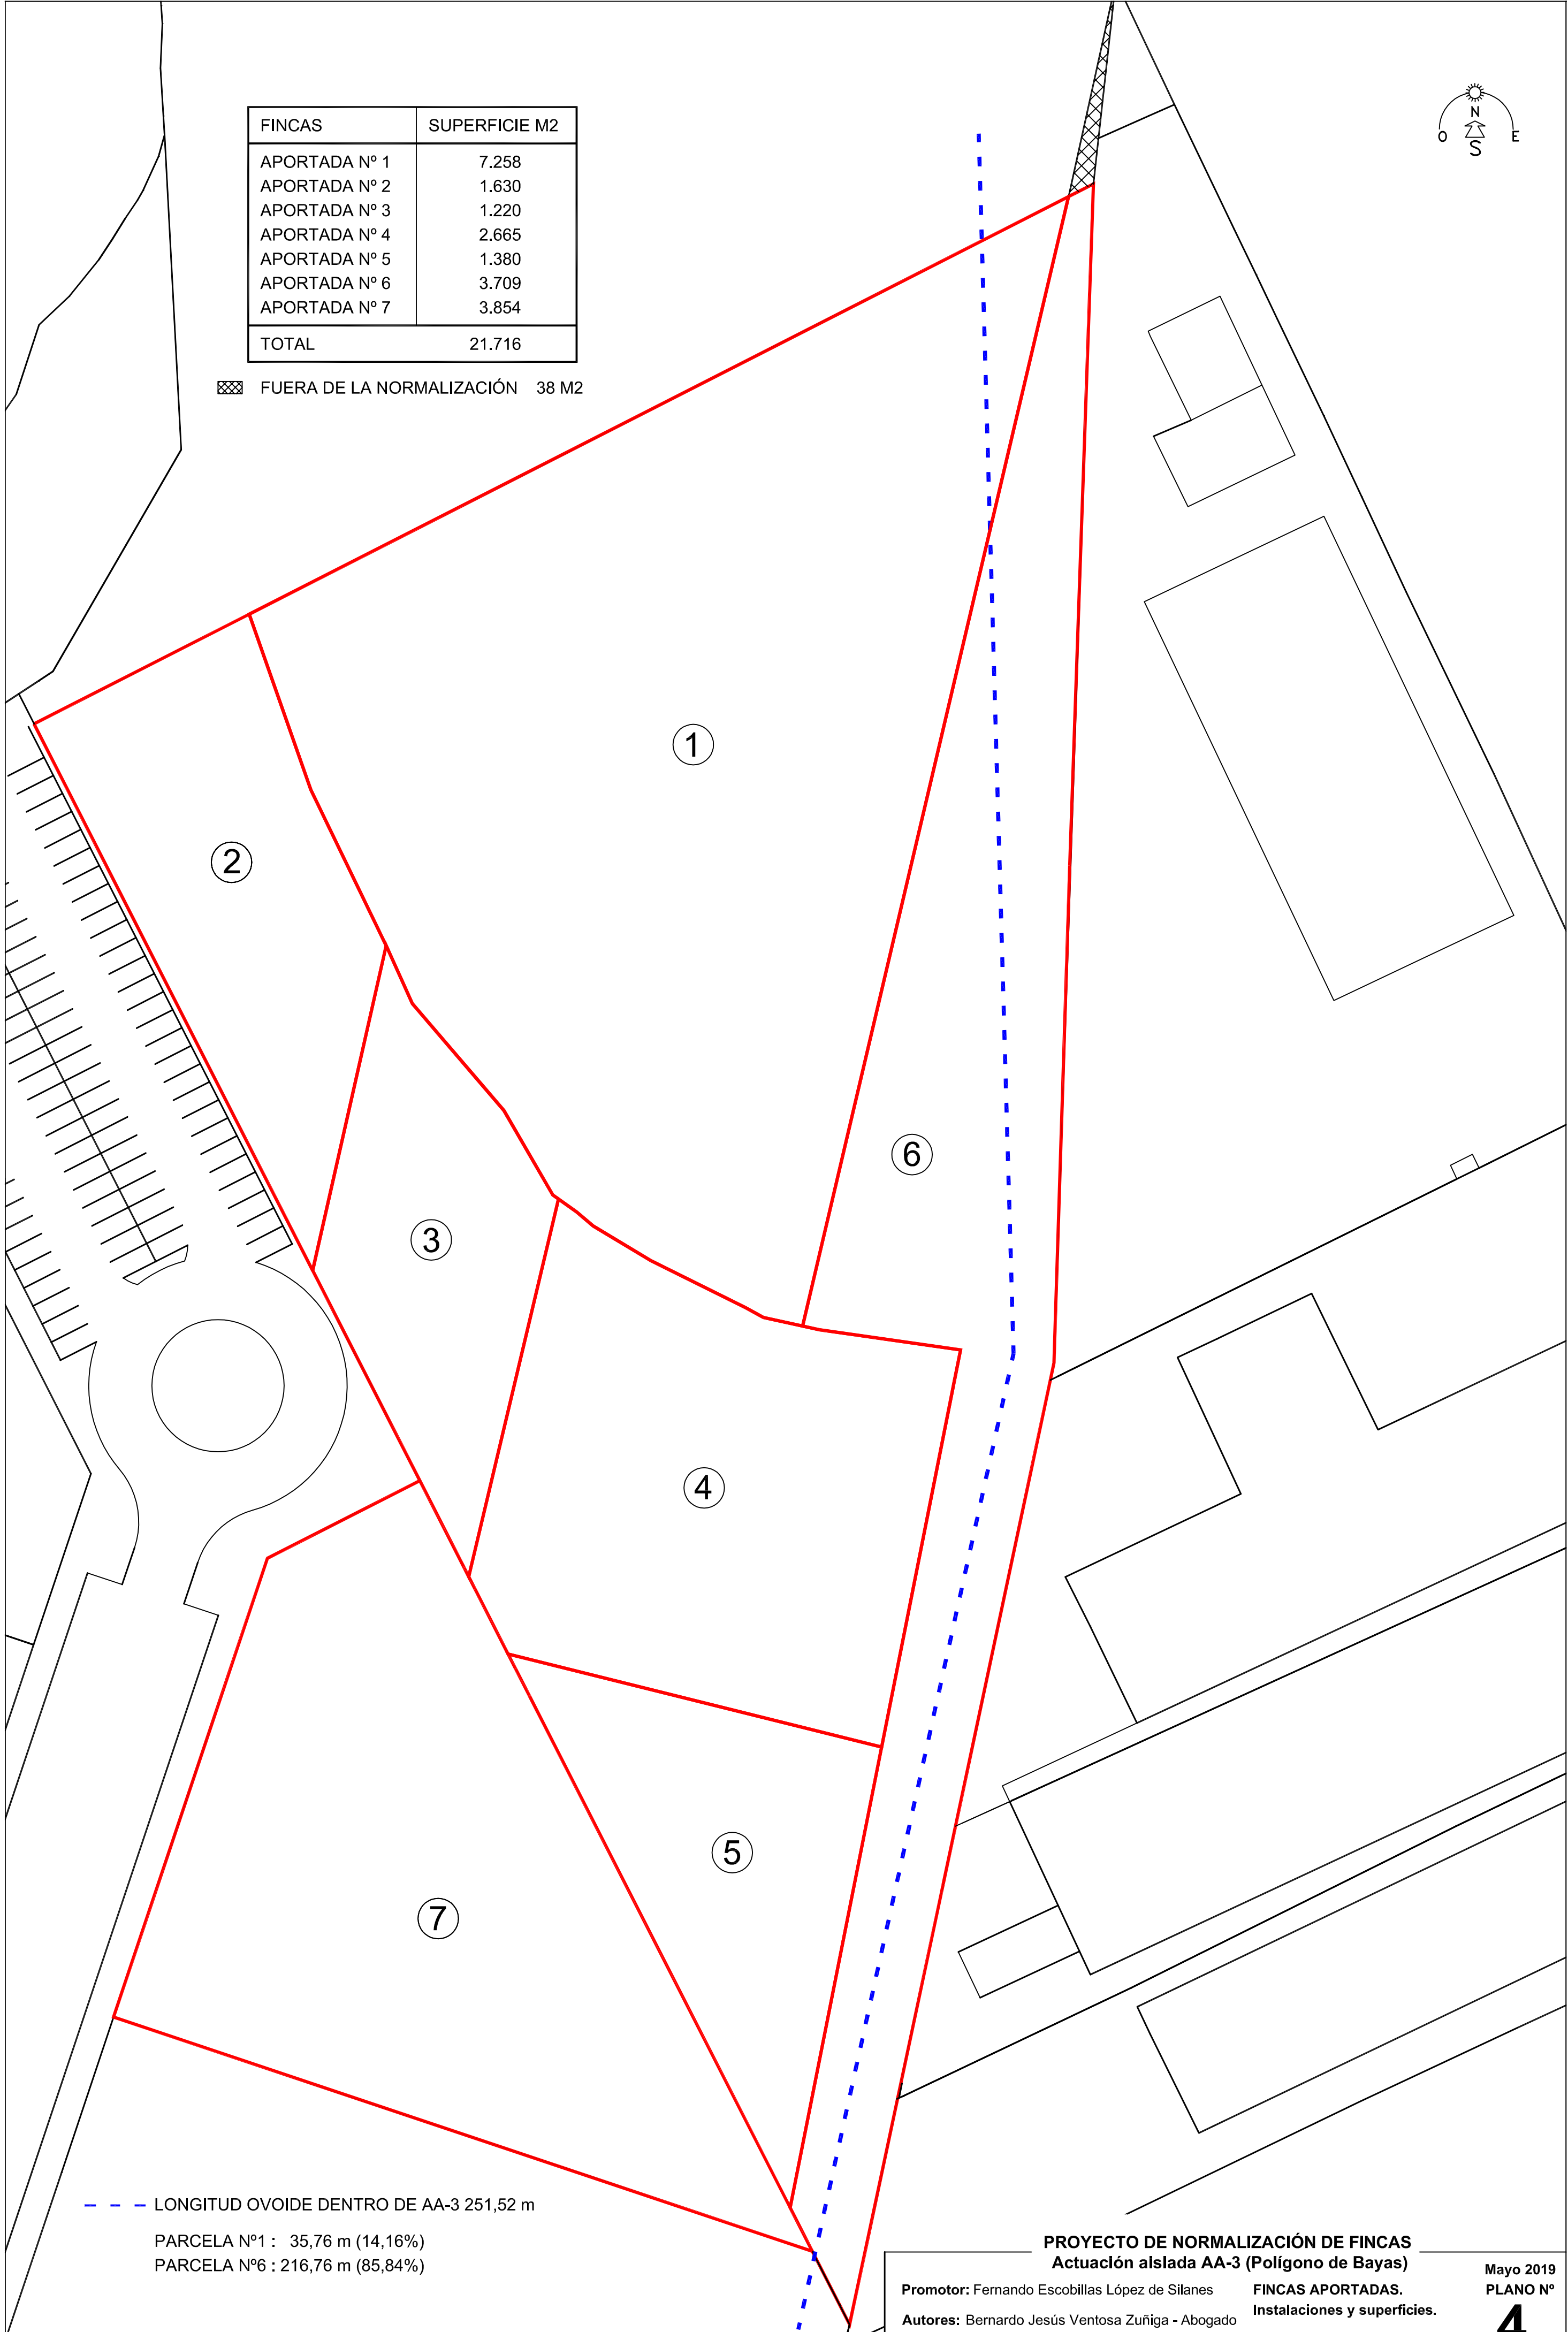 FINCAS SUPERFICIE M2
APORTADA Nº 1 7.258
APORTADA Nº 2 1.630
APORTADA Nº 3 1.220
APORTADA Nº 4 2.665
APORTADA Nº 5 1.380
APORTADA Nº 6 3.709
APORTADA Nº 7 3.854
TOTAL 21.716
FUERA DE LA NORMALIZACIÓN 38 M2
N
O E
S
1
2
6
3
4
5
7
LONGITUD OVOIDE DENTRO DE AA-3 251,52 m
PARCELA Nº1 : 35,76 m (14,16%)
PARCELA Nº6 : 216,76 m (85,84%)
PROYECTO DE NORMALIZACIÓN DE FINCAS
Actuación aislada AA-3 (Polígono de Bayas)
Mayo 2019
Promotor: Fernando Escobillas López de Silanes
FINCAS APORTADAS.
PLANO Nº
Instalaciones y superficies.
Autores: Bernardo Jesús Ventosa Zuñiga - Abogado
4